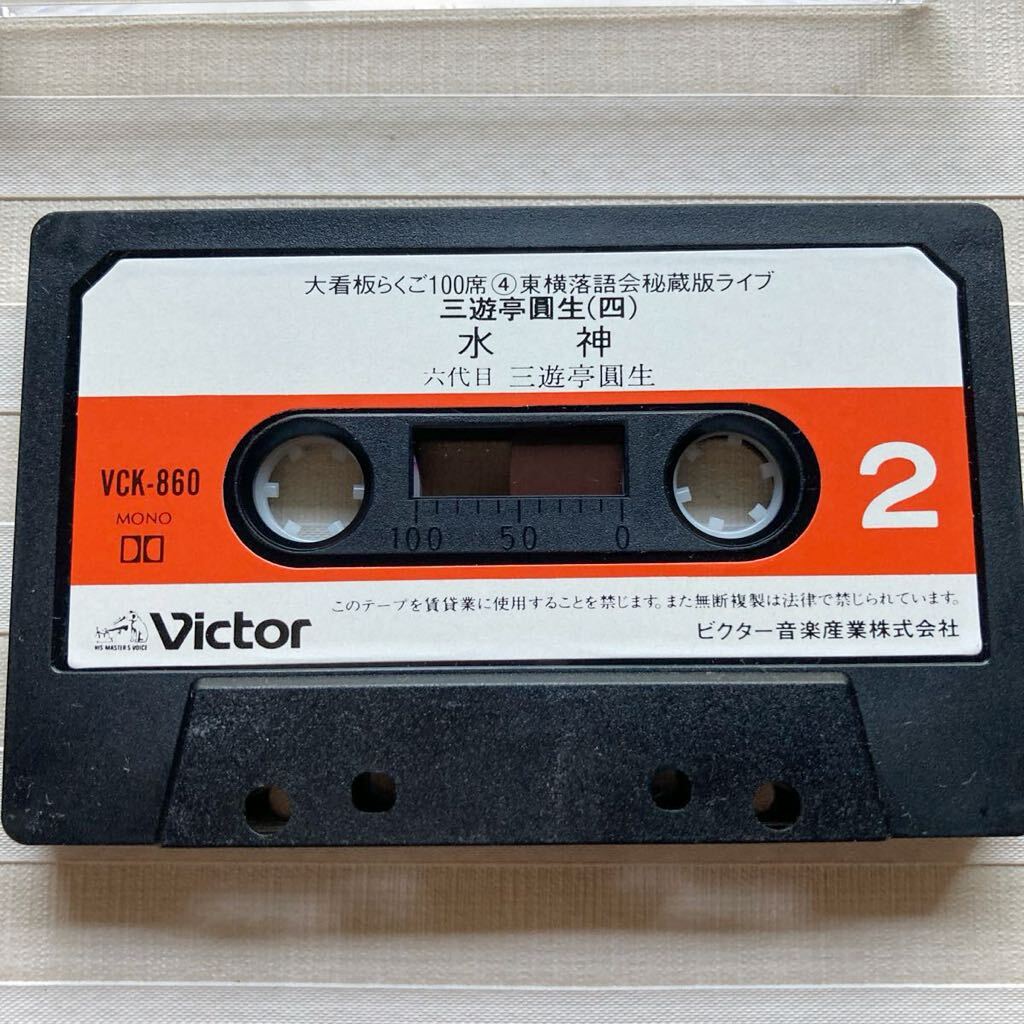 大看板らくご100席④東横落語会秘蔵版ライブ
三遊亭圓生(四)
水 神
六代目 三遊亭圓生
VCK-860
MONO
2
100 50 0
このテープを賃貸業に使用することを禁じます。また無断複製は法律で禁じられています。
HIS MASTER'S VOICE
Victor
ビクター音楽産業株式会社